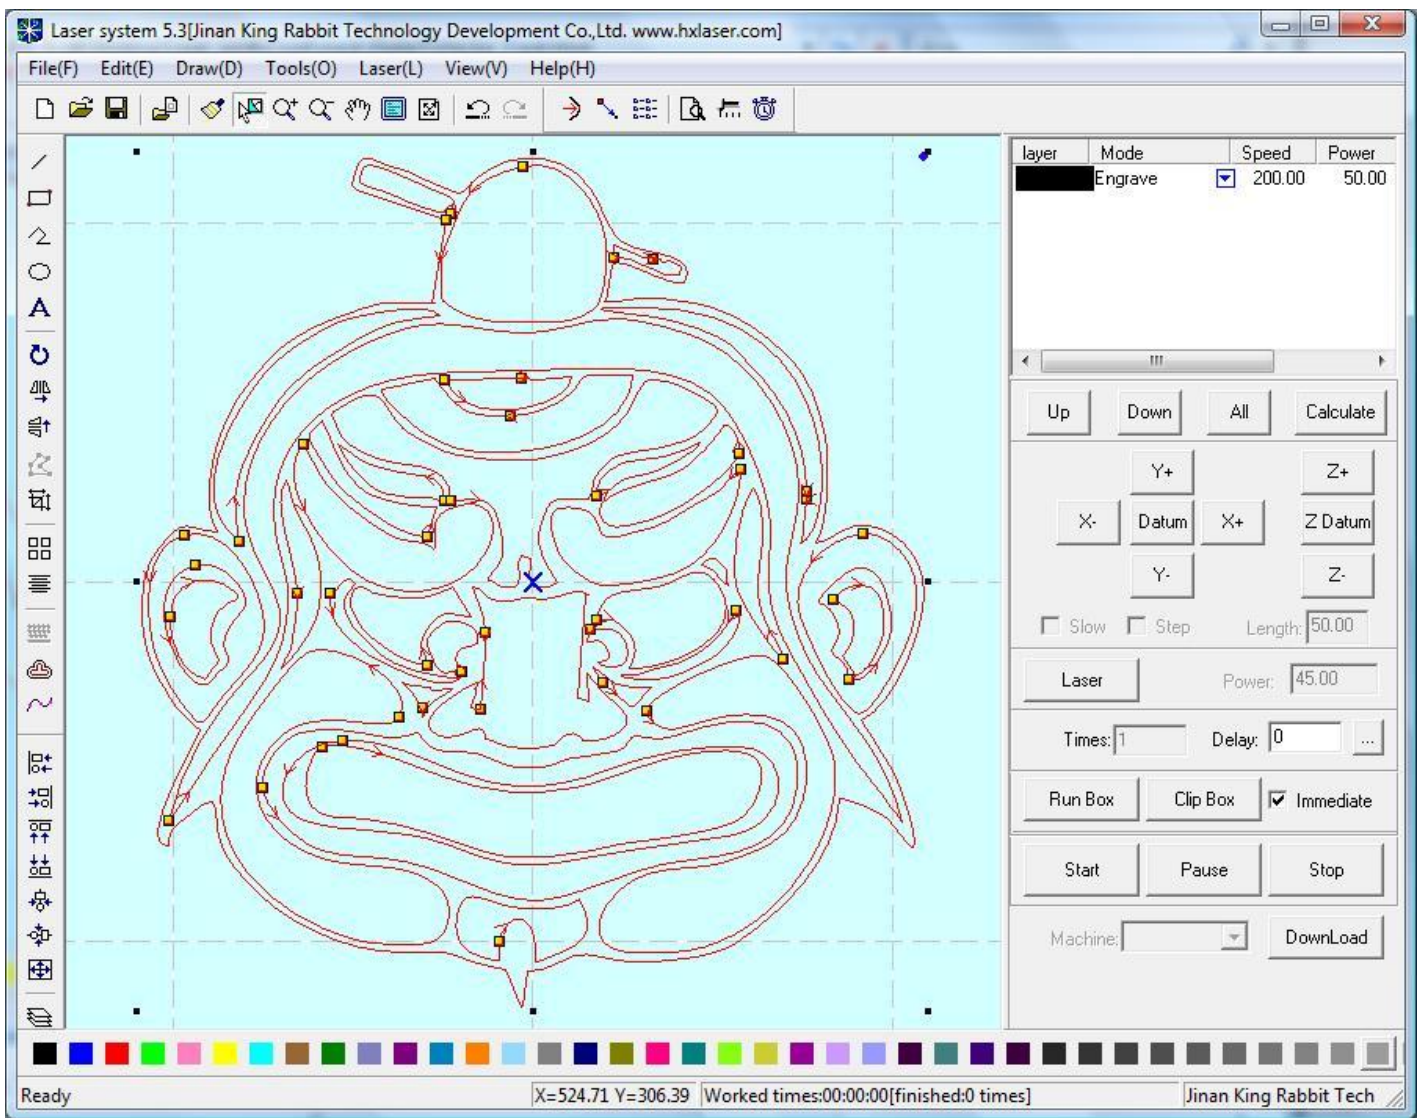 Laser system 5.3[Jinan King Rabbit Technology Development Co.,Ltd. www.hxlaser.com]
File(F) Edit(E) Draw(D) Tools(O) Laser(L) View(V) Help(H)
A
layer Mode Speed Power
Engrave 200.00 50.00
Up Down All Calculate
Y+ Z+
X- Datum X+ Z Datum
Y- Z-
Slow Step Length: 50.00
Laser Power: 45.00
Times: 1 Delay: 0 ...
Run Box Clip Box Immediate
Start Pause Stop
Machine: DownLoad
Ready X=524.71 Y=306.39 Worked times:00:00:00[finished:0 times] Jinan King Rabbit Tech